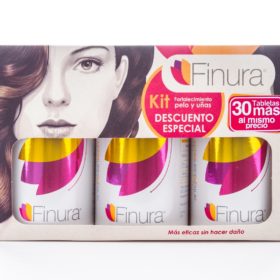 Finura
Kit
Fortalecimiento
pelo y uñas
DESCUENTO
ESPECIAL
Tabletas
30 más
al mismo
precio
Finura
Finura
Finura
Más eficas sin hacer daño